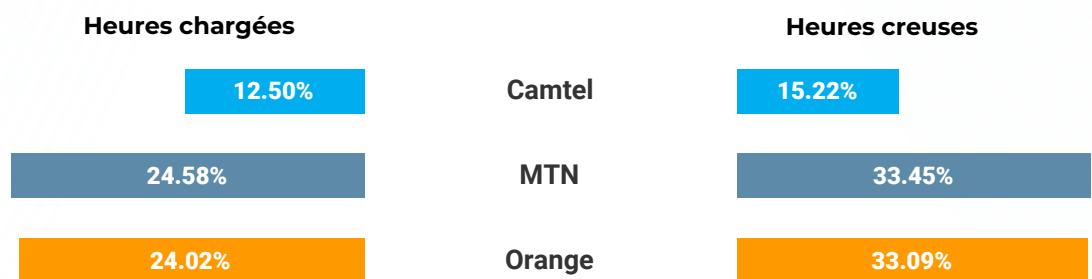 Heures chargées Heures creuses
12.50% Camtel 15.22%
24.58% MTN 33.45%
24.02% Orange 33.09%